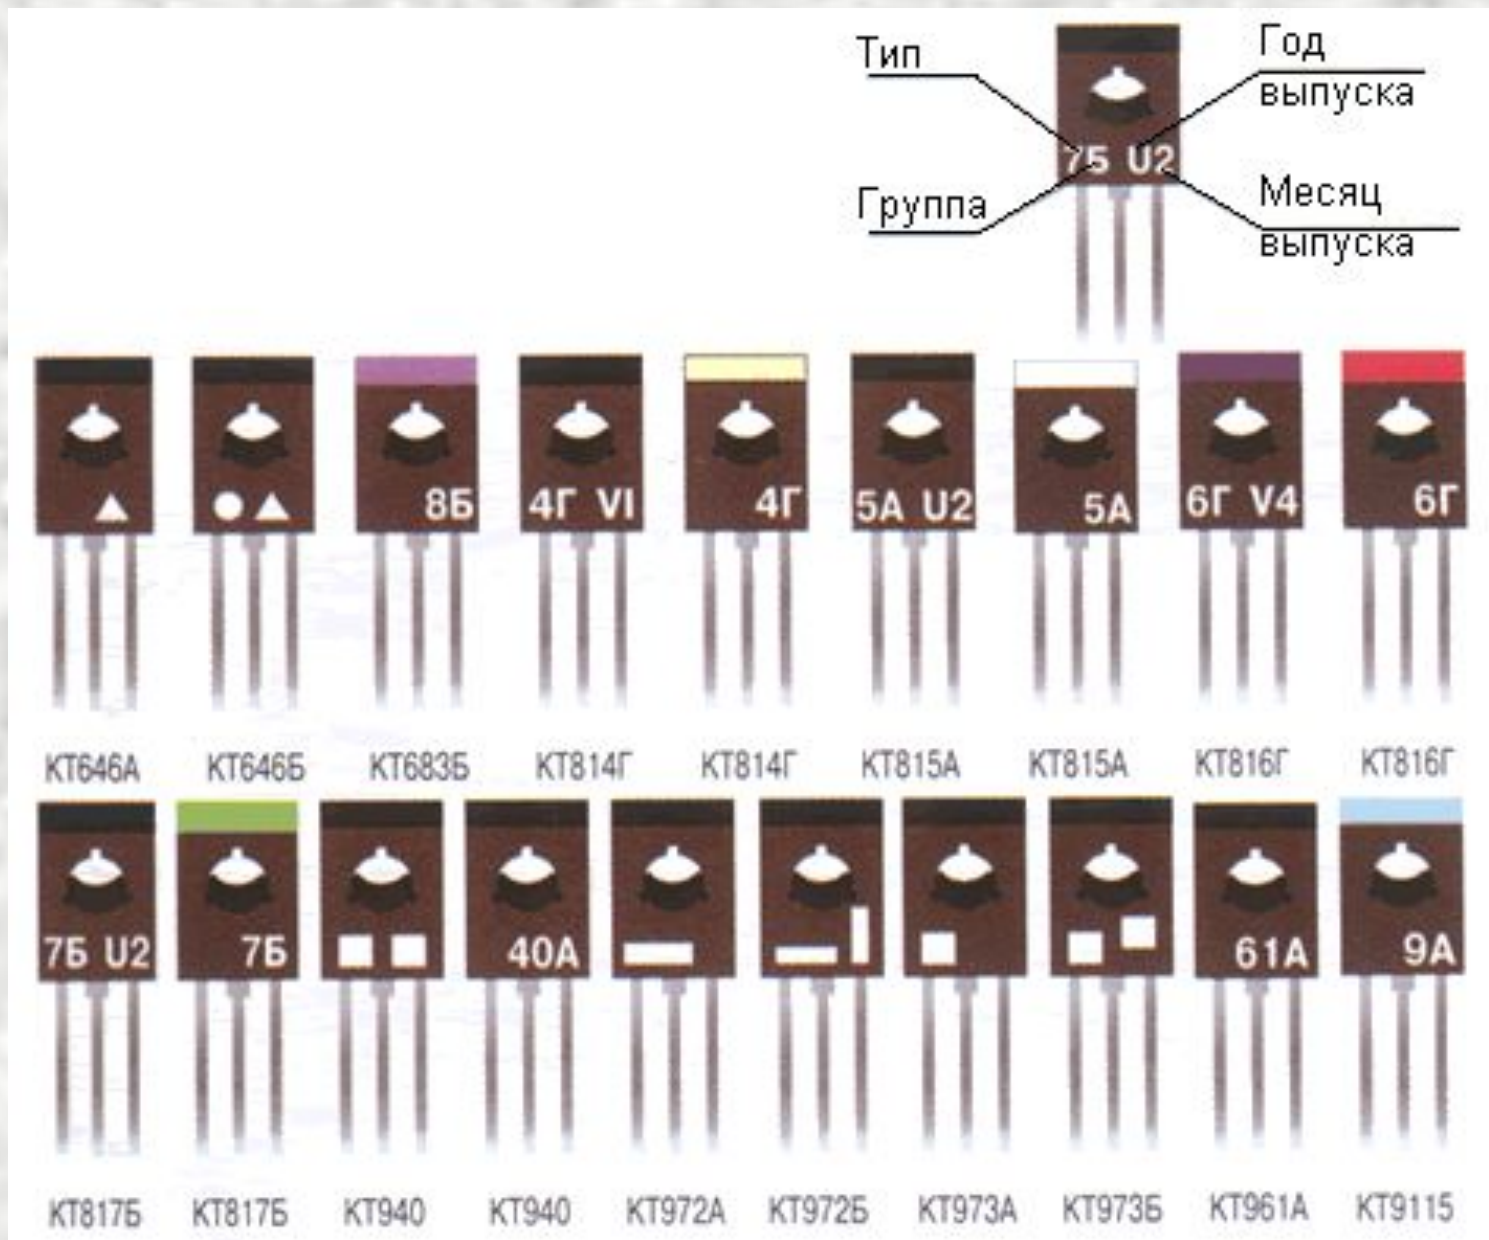 Тип
Год
выпуска
7Б U2
Группа
Месяц
выпуска
8Б
4Г VI
4Г
5А U2
5А
6Г V4
6Г
КТ646А КТ646Б КТ683Б КТ814Г КТ814Г КТ815А КТ815А КТ816Г КТ816Г
7Б U2
7Б
40А
61А
9А
КТ817Б КТ817Б КТ940 КТ940 КТ972А КТ972Б КТ973А КТ973Б КТ961А КТ9115